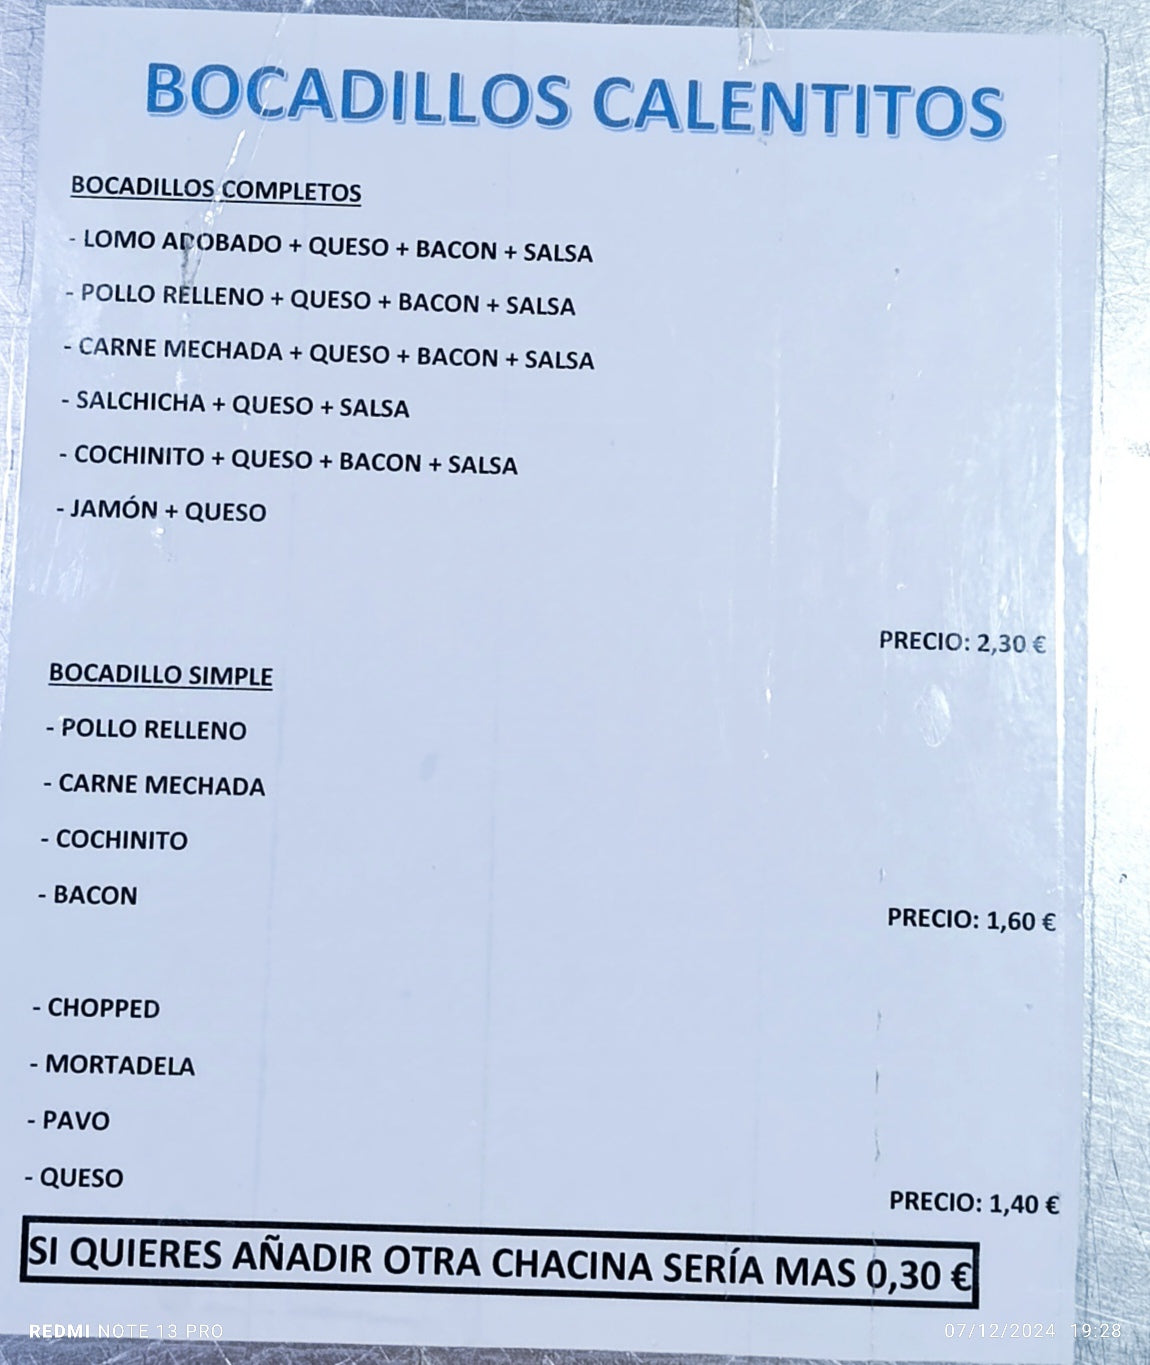 BOCADILLOS CALENTITOS
BOCADILLOS COMPLETOS
- LOMO ADOBADO + QUESO + BACON + SALSA
- POLLO RELLENO + QUESO + BACON + SALSA
- CARNE MECHADA + QUESO + BACON + SALSA
- SALCHICHA + QUESO + SALSA
- COCHINITO + QUESO + BACON + SALSA
- JAMÓN + QUESO
PRECIO: 2,30 €
BOCADILLO SIMPLE
- POLLO RELLENO
- CARNE MECHADA
- COCHINITO
- BACON
PRECIO: 1,60 €
- CHOPPED
- MORTADELA
- PAVO
- QUESO
PRECIO: 1,40 €
SI QUIERES AÑADIR OTRA CHACINA SERÍA MAS 0,30 €
REDMI NOTE 13 PRO
07/12/2024 19:28